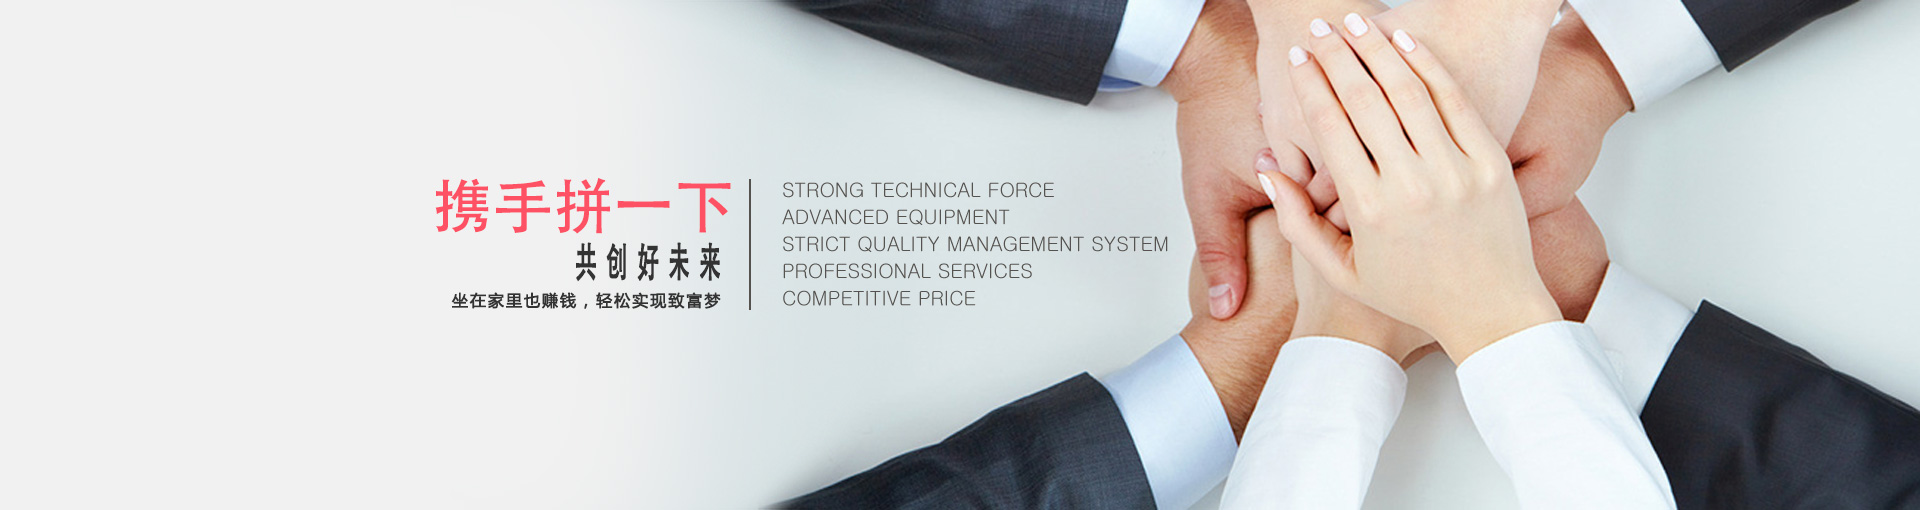 携手拼一下
共创好未来
坐在家里也赚钱，轻松实现致富梦
STRONG TECHNICAL FORCE
ADVANCED EQUIPMENT
STRICT QUALITY MANAGEMENT SYSTEM
PROFESSIONAL SERVICES
COMPETITIVE PRICE